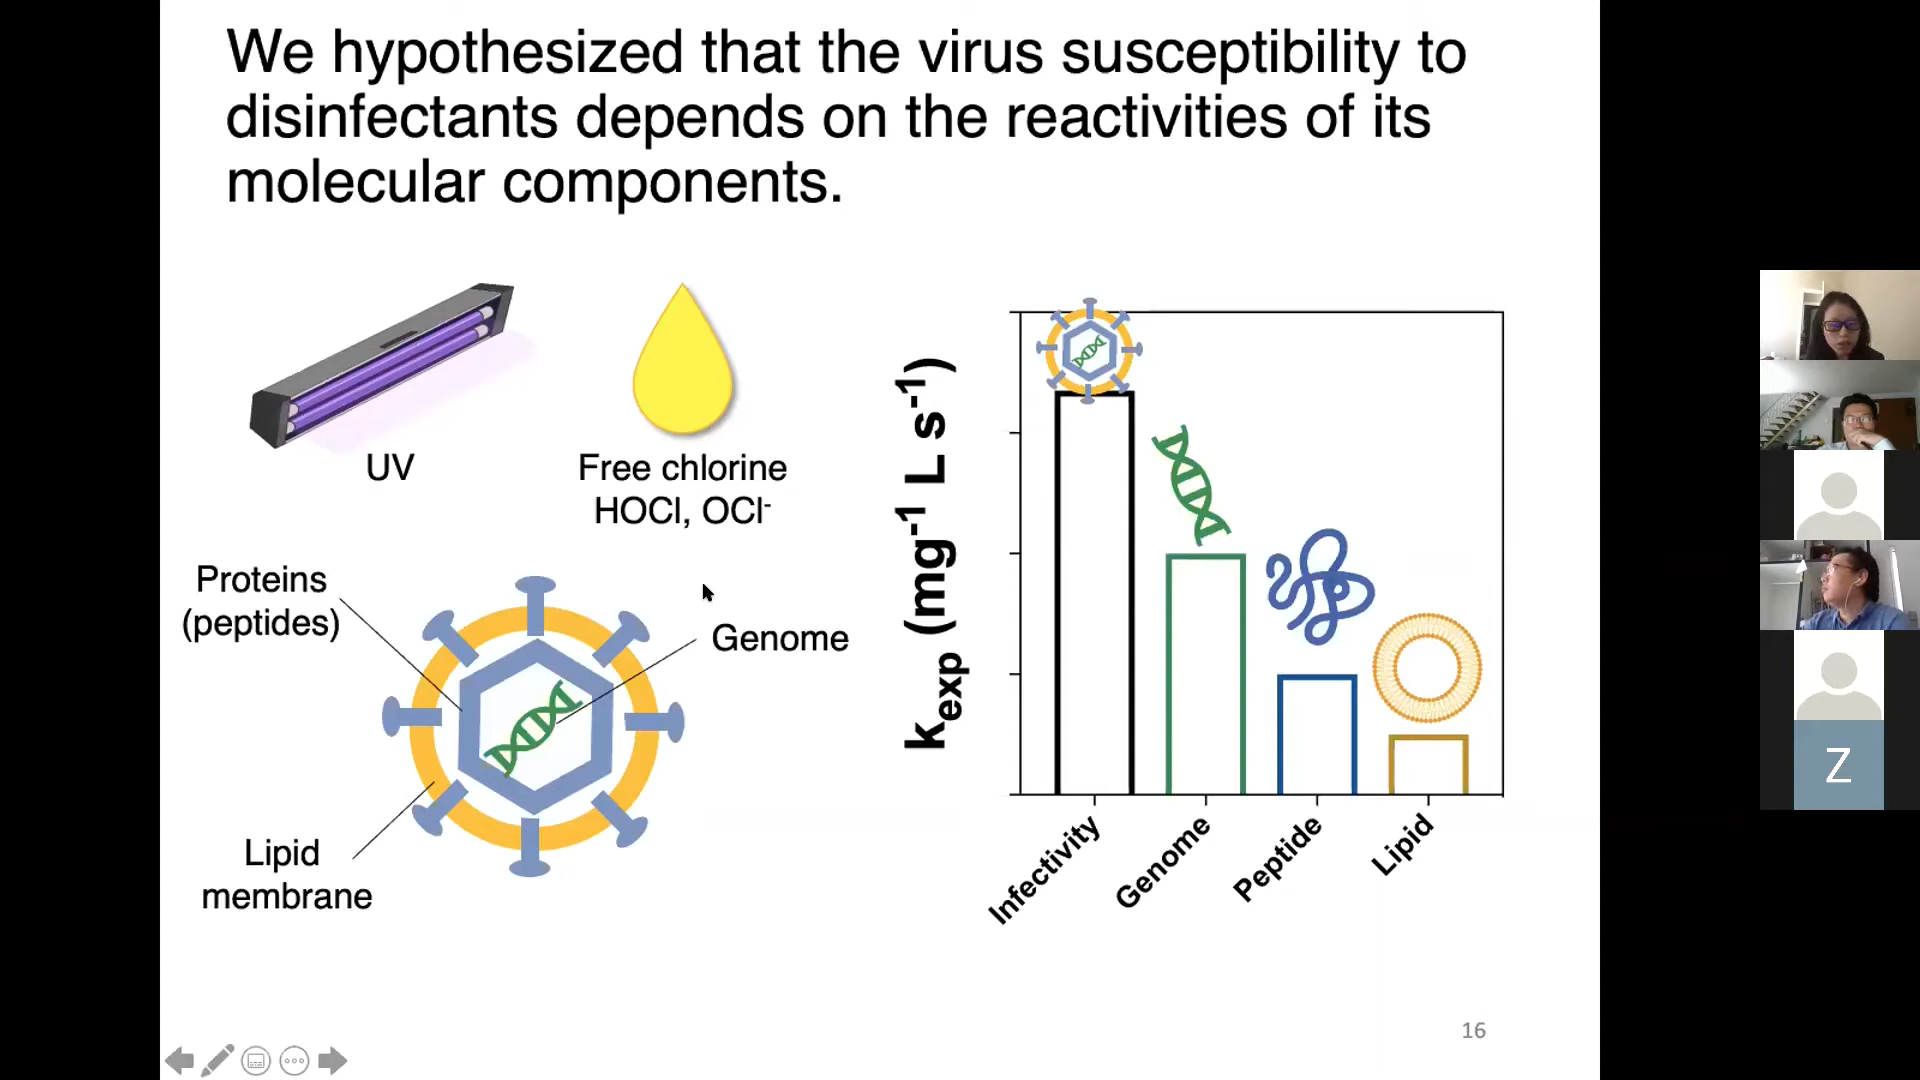 We hypothesized that the virus susceptibility to
disinfectants depends on the reactivities of its
molecular components.
UV
Free chlorine
HOCl, OCl⁻
Proteins
(peptides)
Genome
Lipid
membrane
k_exp (mg⁻¹ L s⁻¹)
Infectivity
Genome
Peptide
Lipid
16
Z